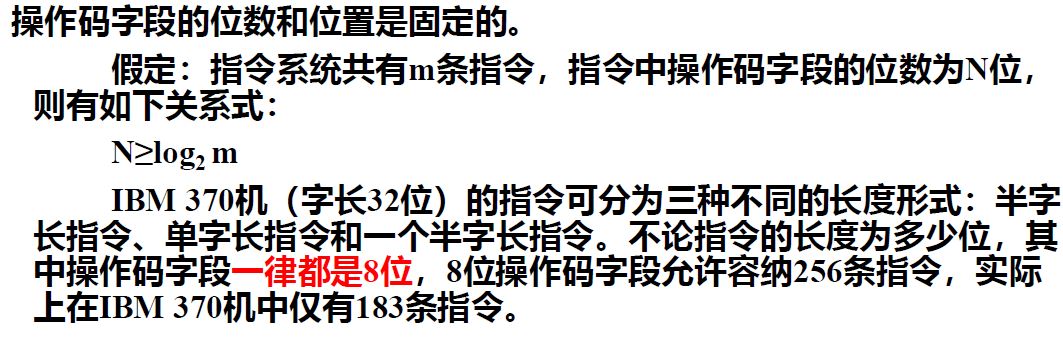 操作码字段的位数和位置是固定的。
假定：指令系统共有m条指令，指令中操作码字段的位数为N位，
则有如下关系式：
N≥log₂ m
IBM 370机（字长32位）的指令可分为三种不同的长度形式：半字
长指令、单字长指令和一个半字长指令。不论指令的长度为多少位，其
中操作码字段一律都是8位，8位操作码字段允许容纳256条指令，实际
上在IBM 370机中仅有183条指令。